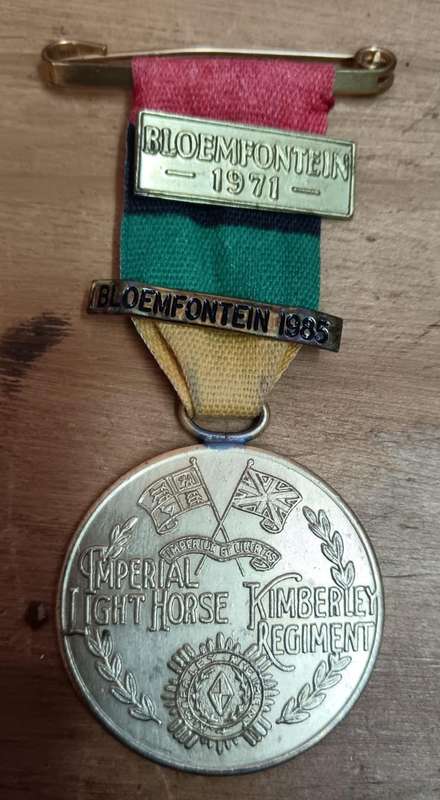 BLOEMFONTEIN
— 1971 —
BLOEMFONTEIN 1985
IMPERIUM ET LIBERTAS
IMPERIAL
LIGHT HORSE
KIMBERLEY
REGIMENT